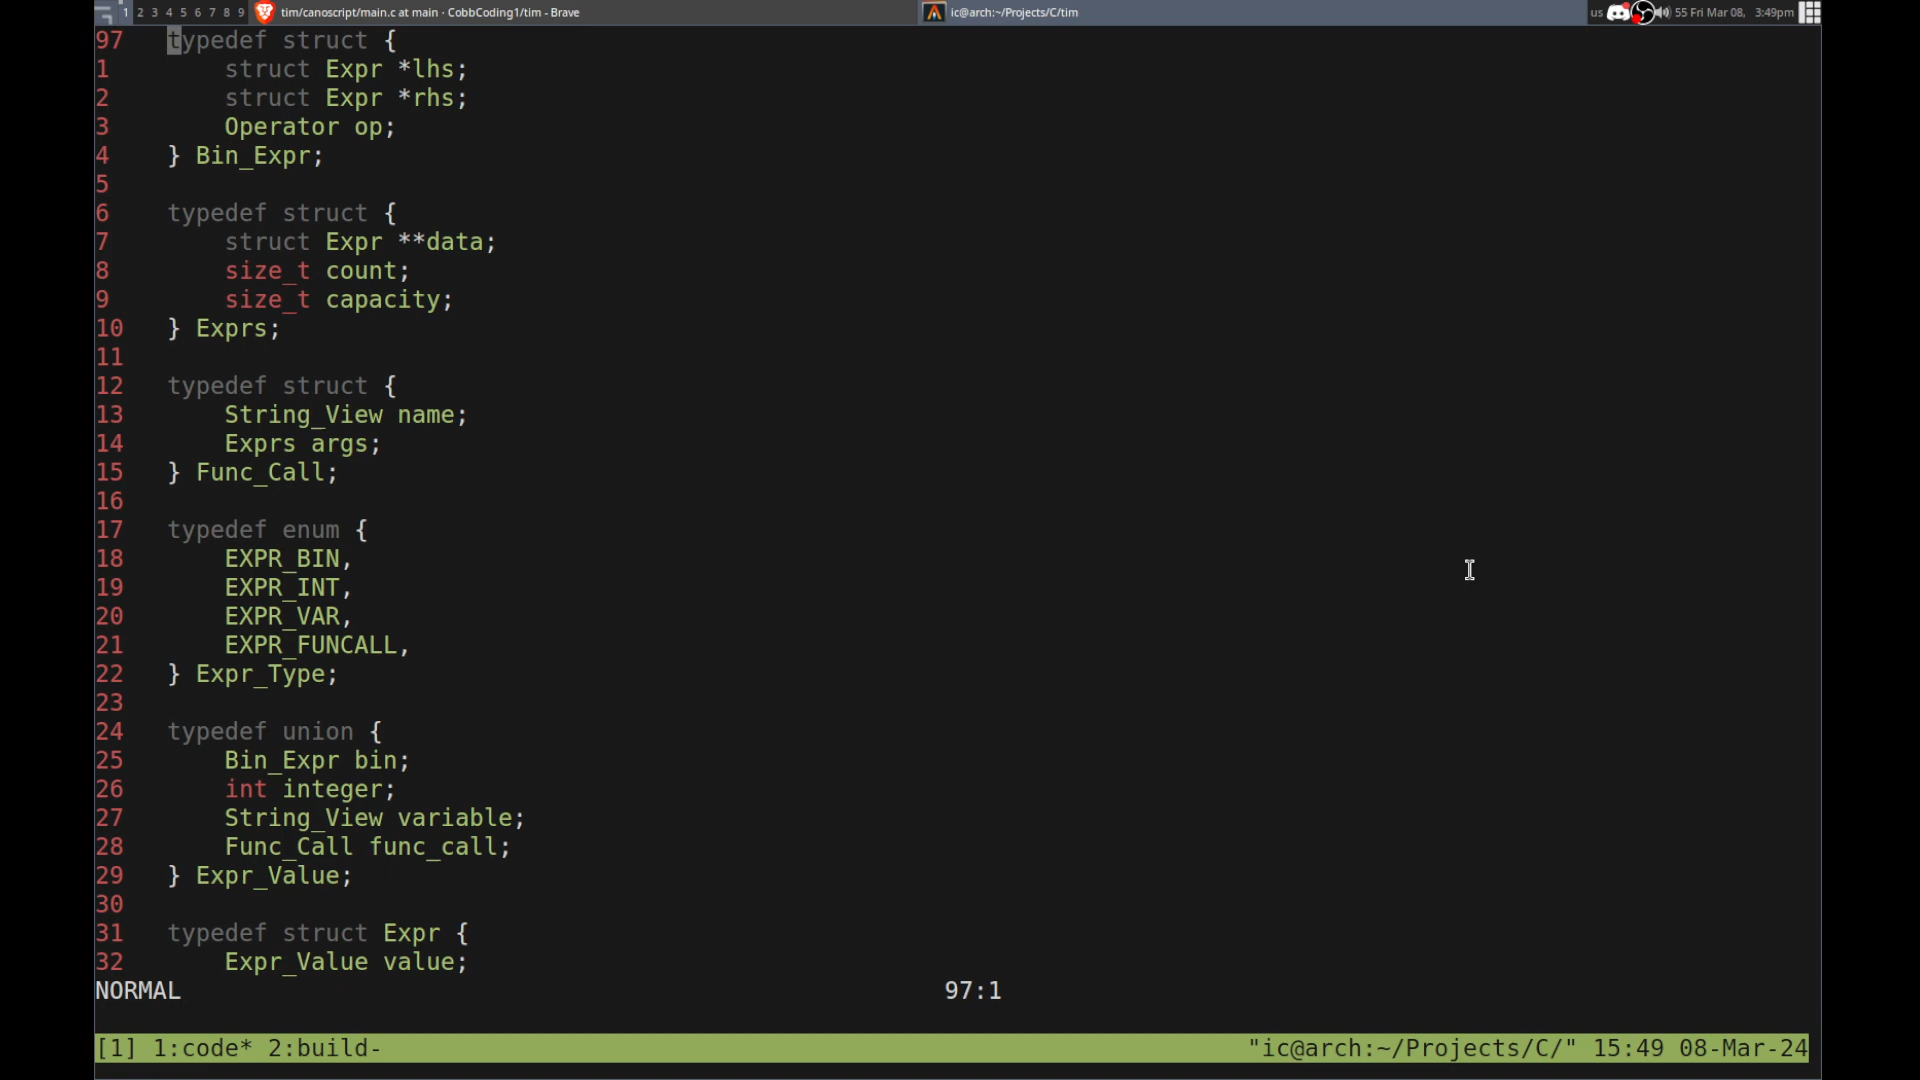 1 2 3 4 5 6 7 8 9 tim/canoscript/main.c at main · CobbCoding1/tim - Brave ic@arch:~/Projects/C/tim us 55 Fri Mar 08, 3:49pm
97 typedef struct {
1 struct Expr *lhs;
2 struct Expr *rhs;
3 Operator op;
4 } Bin_Expr;
5
6 typedef struct {
7 struct Expr **data;
8 size_t count;
9 size_t capacity;
10 } Exprs;
11
12 typedef struct {
13 String_View name;
14 Exprs args;
15 } Func_Call;
16
17 typedef enum {
18 EXPR_BIN,
19 EXPR_INT,
20 EXPR_VAR,
21 EXPR_FUNCALL,
22 } Expr_Type;
23
24 typedef union {
25 Bin_Expr bin;
26 int integer;
27 String_View variable;
28 Func_Call func_call;
29 } Expr_Value;
30
31 typedef struct Expr {
32 Expr_Value value;
NORMAL 97:1
[1] 1:code* 2:build- "ic@arch:~/Projects/C/" 15:49 08-Mar-24